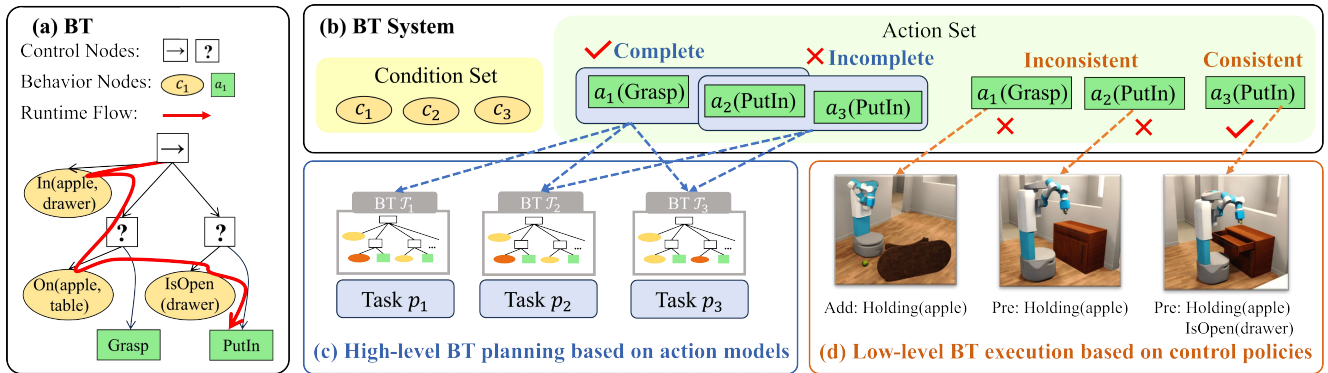 (a) BT
Control Nodes: → ?
Behavior Nodes: c₁ a₁
Runtime Flow:
→
In(apple,
drawer)
? ?
On(apple,
table)
IsOpen
(drawer)
Grasp
PutIn
(b) BT System
Condition Set
c₁ c₂ c₃
Action Set
Complete
Incomplete
a₁(Grasp)
a₂(PutIn)
a₃(PutIn)
Inconsistent
Consistent
a₁(Grasp)
a₂(PutIn)
a₃(PutIn)
BT 𝒯₁
BT 𝒯₂
BT 𝒯₃
...
...
...
Task p₁
Task p₂
Task p₃
(c) High-level BT planning based on action models
Add: Holding(apple)
Pre: Holding(apple)
Pre: Holding(apple)
IsOpen(drawer)
(d) Low-level BT execution based on control policies